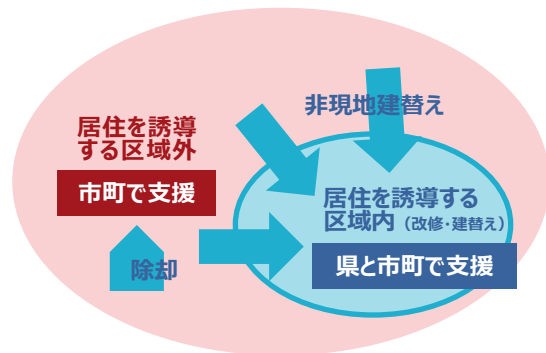 非現地建替え
居住を誘導
する区域外
市町で支援
居住を誘導する
区域内（改修・建替え）
県と市町で支援
除却